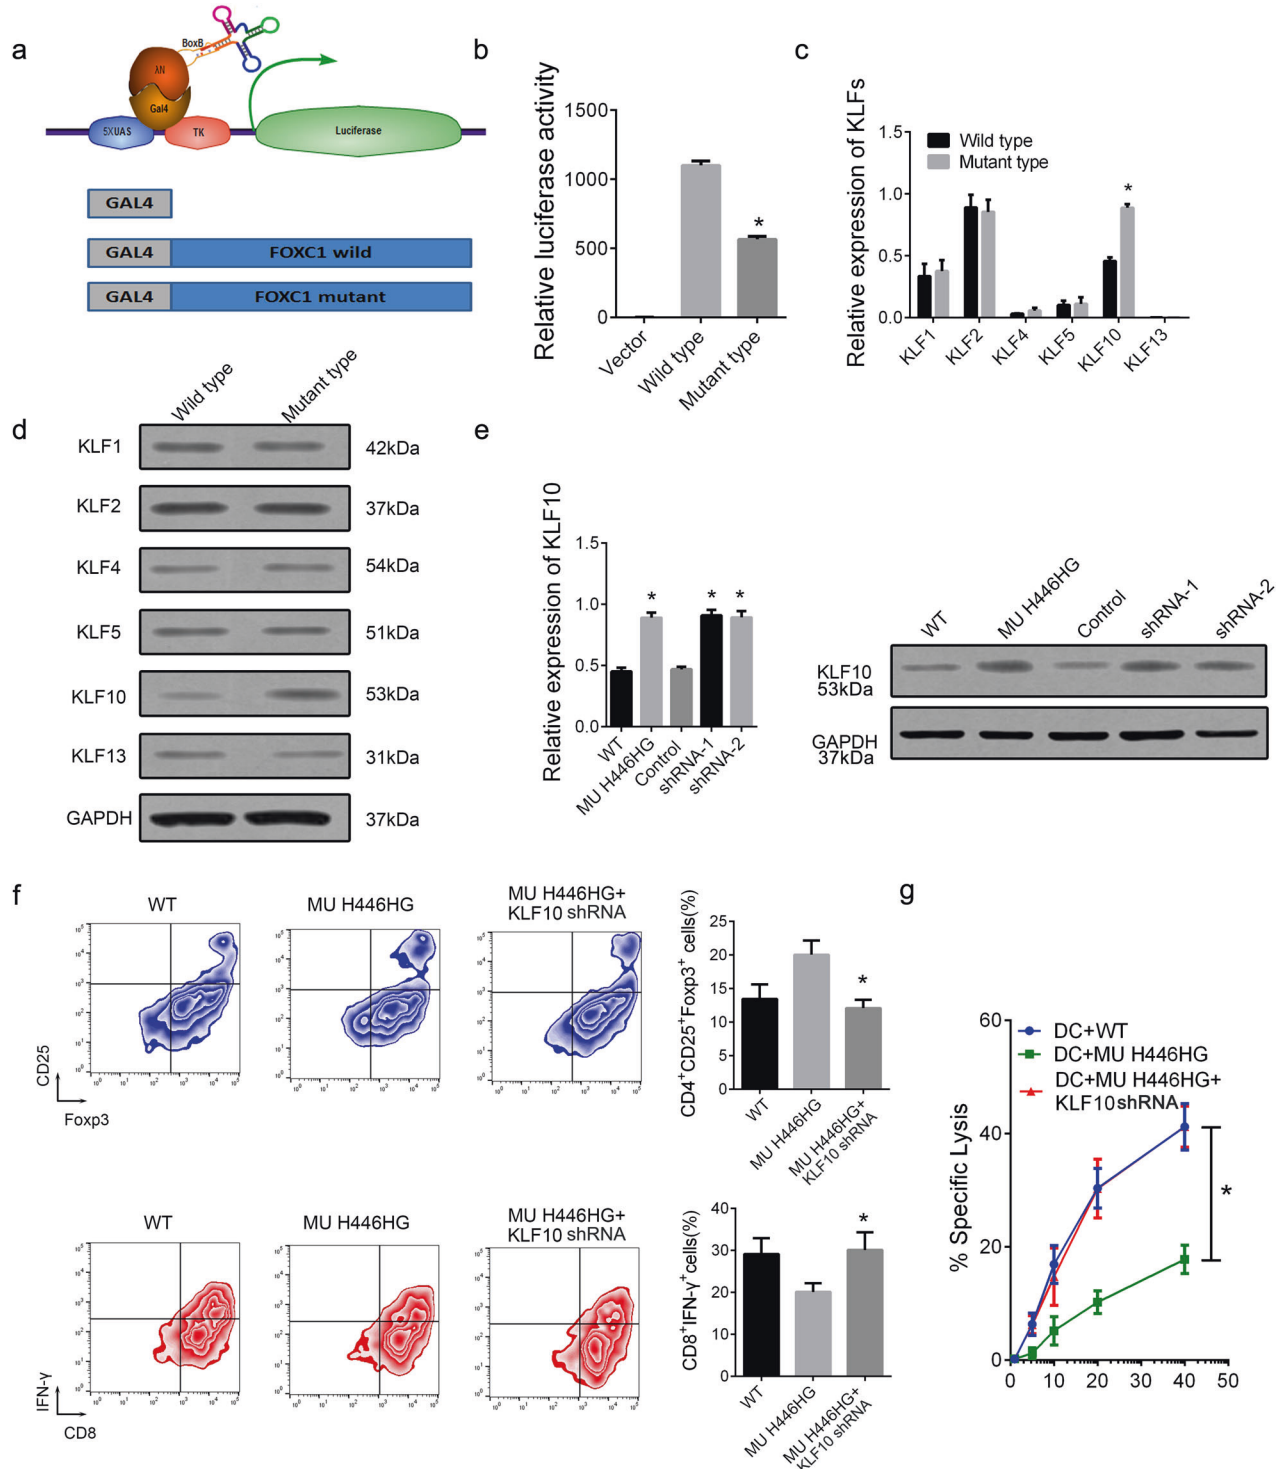 a
BoxB
λN
Gal4
5XUAS
TK
Luciferase
GAL4
GAL4
FOXC1 wild
GAL4
FOXC1 mutant
b
Relative luciferase activity
1500
1000
500
0
Vector
Wild type
Mutant type
*
c
Relative expression of KLFs
1.5
1.0
0.5
0.0
Wild type
Mutant type
*
KLF1
KLF2
KLF4
KLF5
KLF10
KLF13
d
Wild type
Mutant type
KLF1
42kDa
KLF2
37kDa
KLF4
54kDa
KLF5
51kDa
KLF10
53kDa
KLF13
31kDa
GAPDH
37kDa
e
Relative expression of KLF10
1.5
1.0
0.5
0.0
*
*
*
WT
MU H446HG
Control
shRNA-1
shRNA-2
WT
MU H446HG
Control
shRNA-1
shRNA-2
KLF10
53kDa
GAPDH
37kDa
f
WT
MU H446HG
MU H446HG+
KLF10 shRNA
CD25
Foxp3
CD4+CD25+Foxp3+ cells(%)
25
20
15
10
5
0
*
WT
MU H446HG
MU H446HG+
KLF10 shRNA
WT
MU H446HG
MU H446HG+
KLF10 shRNA
IFN-γ
CD8
CD8+IFN-γ+cells(%)
40
30
20
10
0
*
WT
MU H446HG
MU H446HG+
KLF10 shRNA
g
% Specific Lysis
60
40
20
0
DC+WT
DC+MU H446HG
DC+MU H446HG+
KLF10shRNA
*
0
10
20
30
40
50